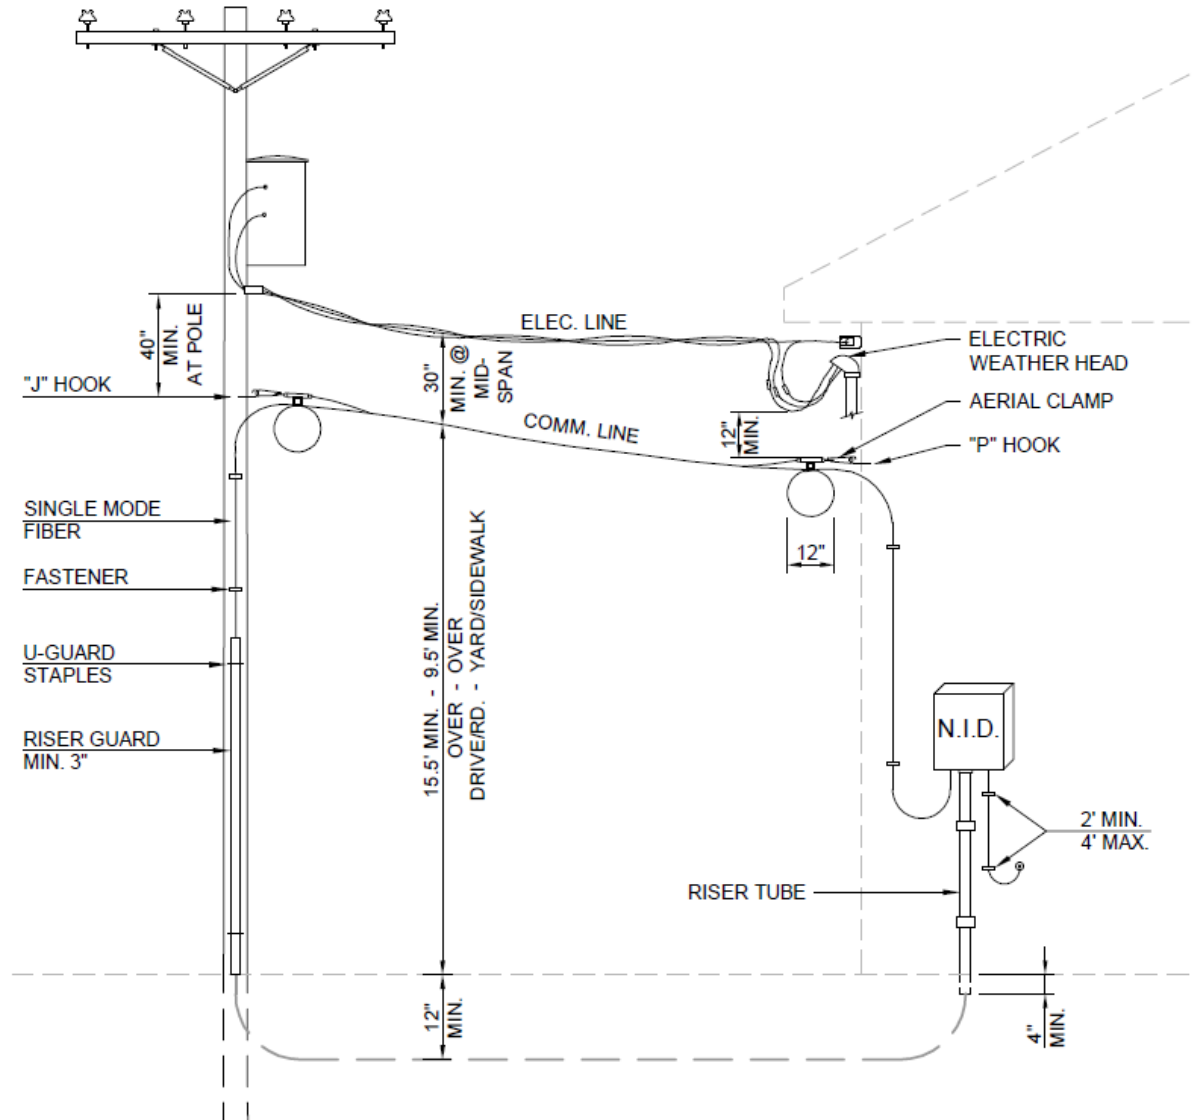 40"
MIN.
AT POLE
ELEC. LINE
30"
MIN. @
MID-
SPAN
ELECTRIC
WEATHER HEAD
"J" HOOK
AERIAL CLAMP
COMM. LINE
12"
MIN.
"P" HOOK
SINGLE MODE
FIBER
12"
FASTENER
U-GUARD
STAPLES
15.5' MIN. - 9.5' MIN.
OVER - OVER
DRIVE/RD. - YARD/SIDEWALK
RISER GUARD
MIN. 3"
N.I.D.
2' MIN.
4' MAX.
RISER TUBE
12"
MIN.
4"
MIN.